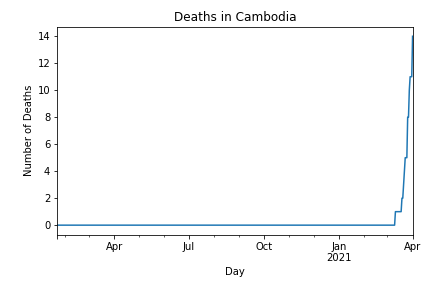 Deaths in Cambodia
14
12
10
8
6
4
2
0
Number of Deaths
Apr
Jul
Oct
Jan
2021
Apr
Day